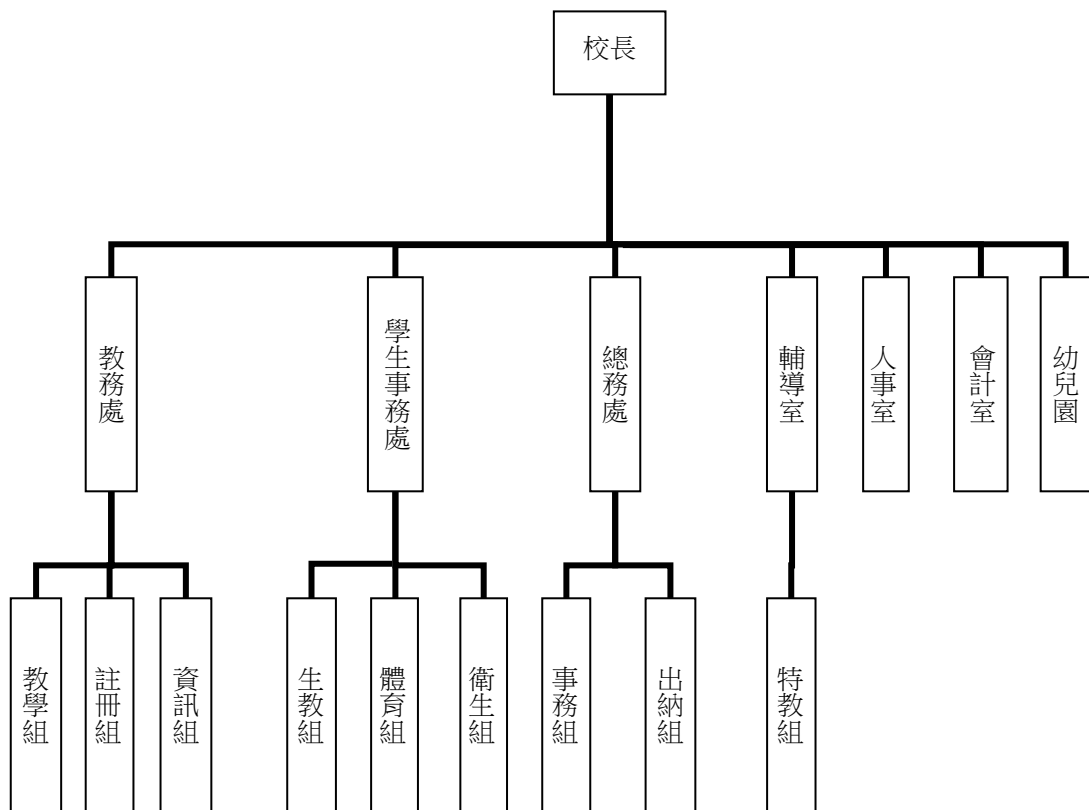 校長
教務處
學生事務處
總務處
輔導室
人事室
會計室
幼兒園
教學組
註冊組
資訊組
生教組
體育組
衛生組
事務組
出納組
特教組